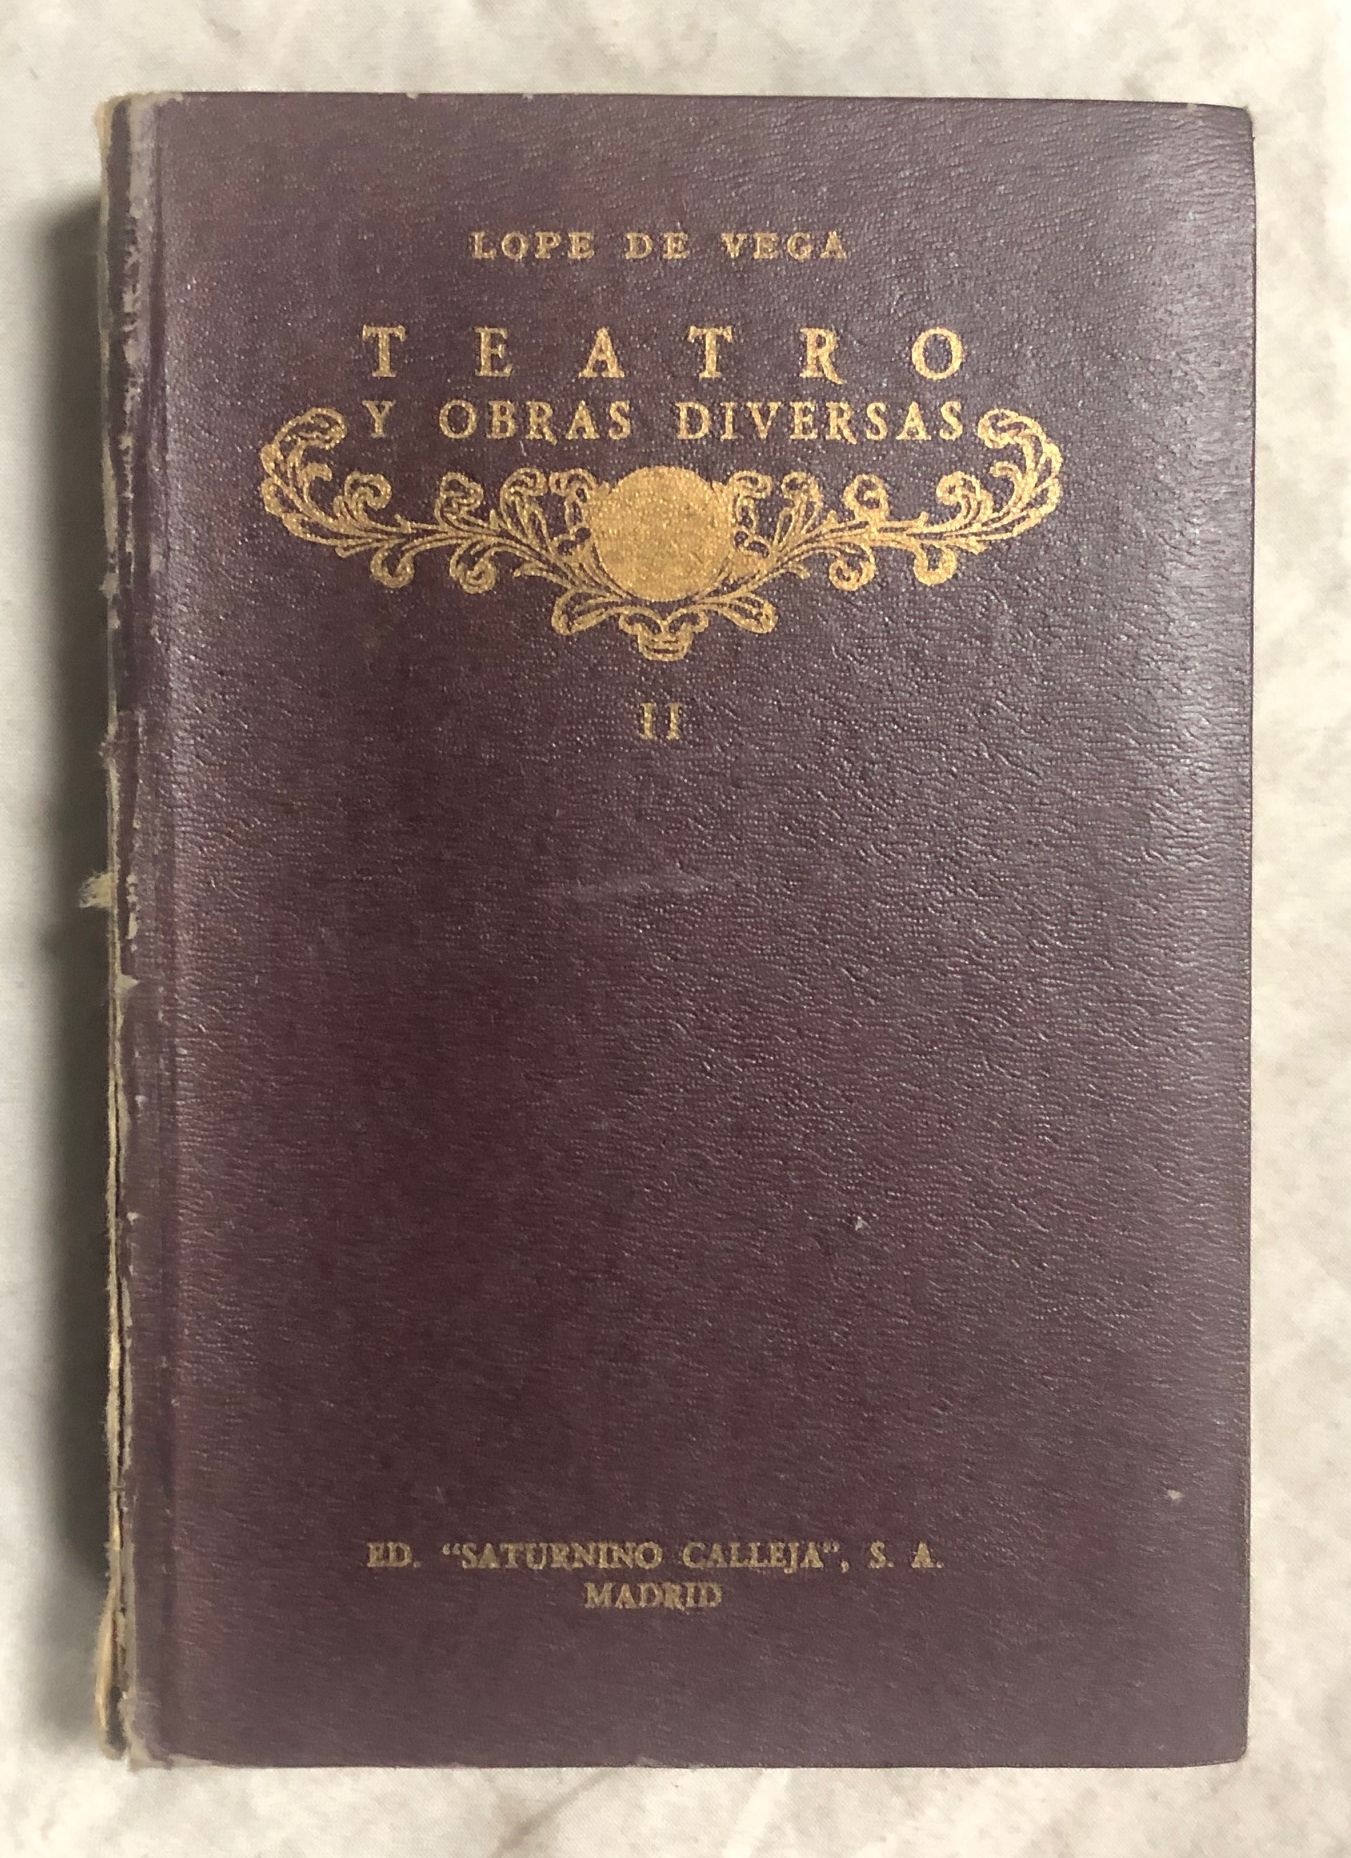 LOPE DE VEGA
TEATRO
Y OBRAS DIVERSAS
II
ED. "SATURNINO CALLEJA", S. A.
MADRID